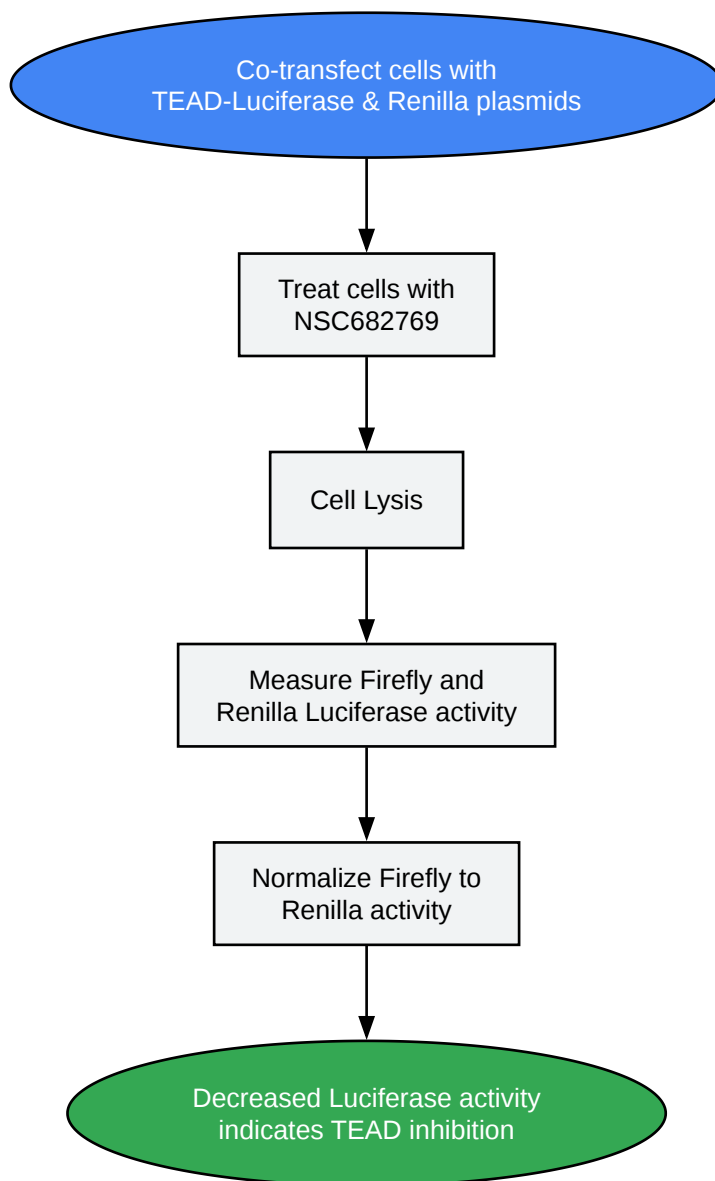 Co-transfect cells with
TEAD-Luciferase & Renilla plasmids
Treat cells with
NSC682769
Cell Lysis
Measure Firefly and
Renilla Luciferase activity
Normalize Firefly to
Renilla activity
Decreased Luciferase activity
indicates TEAD inhibition